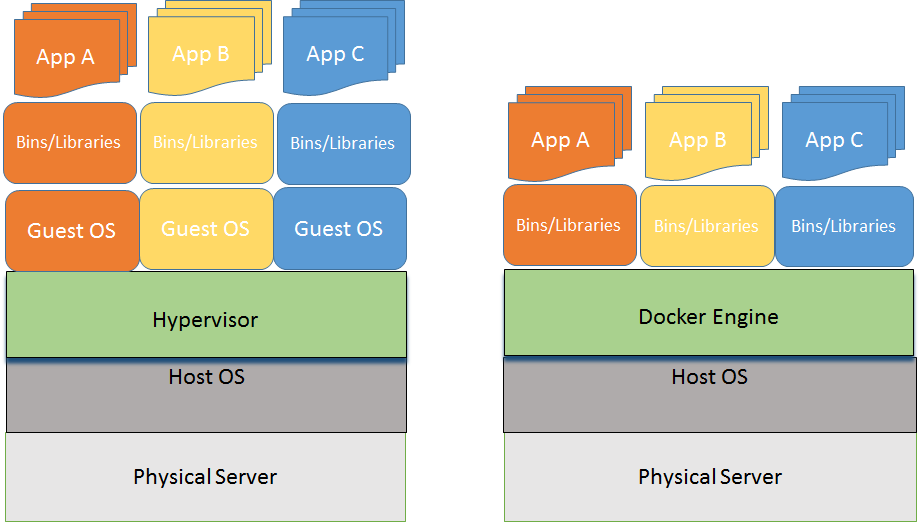 App A
App B
App C
Bins/Libraries
Bins/Libraries
Bins/Libraries
Guest OS
Guest OS
Guest OS
Hypervisor
Host OS
Physical Server
App A
App B
App C
Bins/Libraries
Bins/Libraries
Bins/Libraries
Docker Engine
Host OS
Physical Server